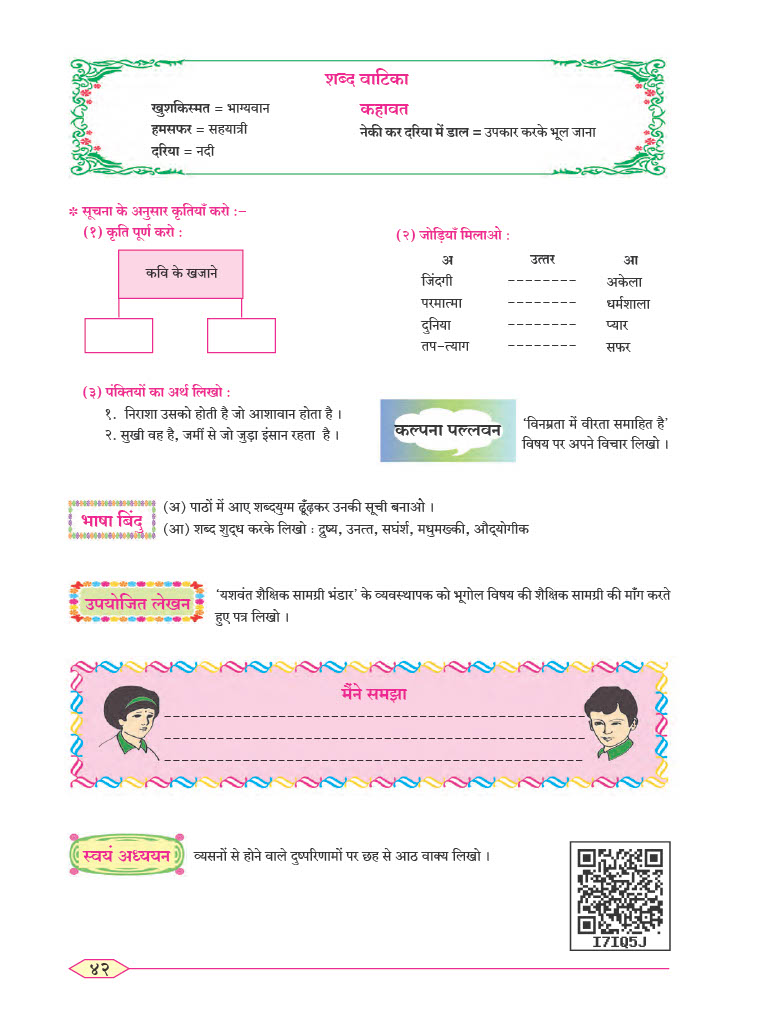 शब्द वाटिका
खुशकिस्मत = भाग्यवान
हमसफर = सहयात्री
दरिया = नदी
कहावत
नेकी कर दरिया में डाल = उपकार करके भूल जाना
* सूचना के अनुसार कृतियाँ करो :-
(१) कृति पूर्ण करो :
कवि के खजाने
(२) जोड़ियाँ मिलाओ :
अ उत्तर आ
जिंदगी -------- अकेला
परमात्मा -------- धर्मशाला
दुनिया -------- प्यार
तप-त्याग -------- सफर
(३) पंक्तियों का अर्थ लिखो :
१. निराशा उसको होती है जो आशावान होता है ।
२. सुखी वह है, जमीं से जो जुड़ा इंसान रहता है ।
कल्पना पल्लवन
‘विनम्रता में वीरता समाहित है’
विषय पर अपने विचार लिखो ।
भाषा बिंदु
(अ) पाठों में आए शब्दयुग्म ढूँढ़कर उनकी सूची बनाओ ।
(आ) शब्द शुद्ध करके लिखो : द्रुष्य, उनत्त, सघंर्श, मधुमख्की, औद्योगीक
उपयोजित लेखन
‘यशवंत शैक्षिक सामग्री भंडार’ के व्यवस्थापक को भूगोल विषय की शैक्षिक सामग्री की माँग करते
हुए पत्र लिखो ।
मैंने समझा
स्वयं अध्ययन
व्यसनों से होने वाले दुष्परिणामों पर छह से आठ वाक्य लिखो ।
I7IQ5J
४२